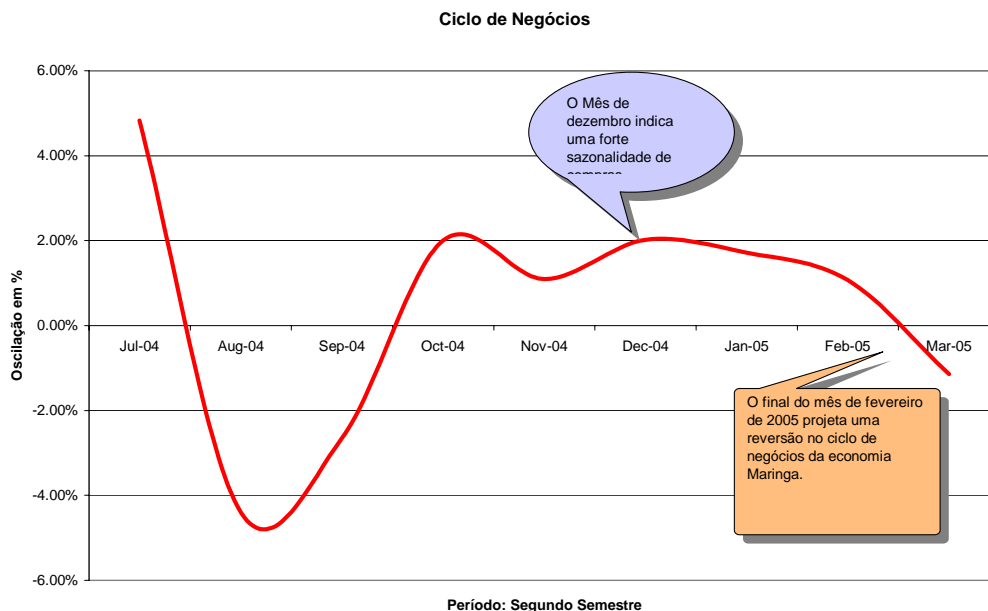 Ciclo de Negócios
6.00%
4.00%
2.00%
0.00%
-2.00%
-4.00%
-6.00%
Oscilação em %
Jul-04 Aug-04 Sep-04 Oct-04 Nov-04 Dec-04 Jan-05 Feb-05 Mar-05
O Mês de
dezembro indica
uma forte
sazonalidade de
compras
O final do mês de fevereiro
de 2005 projeta uma
reversão no ciclo de
negócios da economia
Maringa.
Período: Segundo Semestre